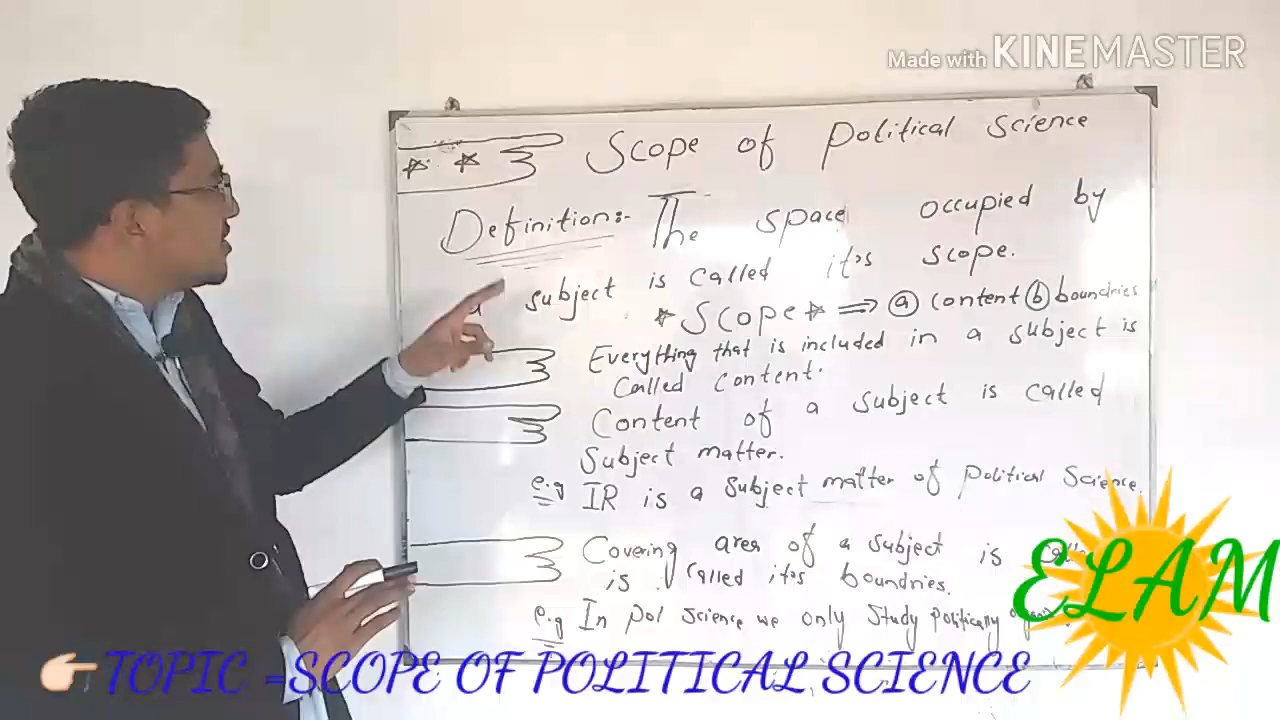 Made with KINEMASTER
Scope of Political Science
Definition:- The space occupied by
a subject is called it's scope.
* Scope * ⇒ ⓐ content ⓑ boundries
Everything that is included in a subject is
called content.
Content of a subject is called
Subject matter.
e.g IR is a subject matter of Political Science.
Covering area of a subject is
is called it's boundries.
e.g In pol science we only study politically
ELAM
👉TOPIC =SCOPE OF POLITICAL SCIENCE